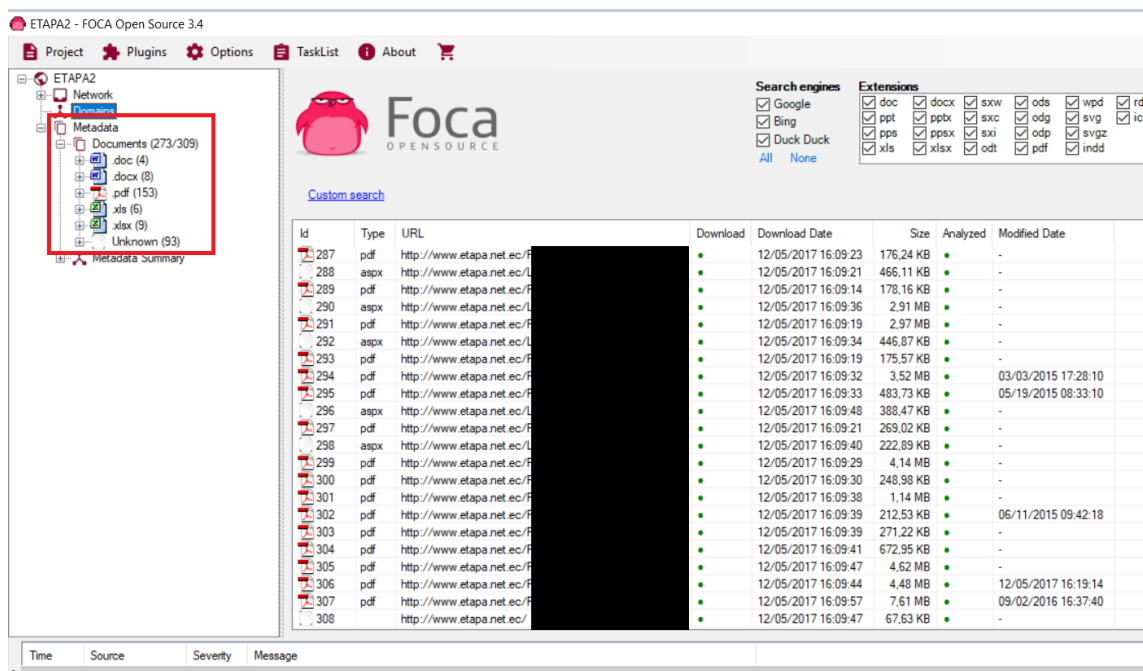 ETAPA2 - FOCA Open Source 3.4
Project Plugins Options TaskList About
ETAPA2
Network
Domains
Metadata
Documents (273/309)
.doc (4)
.docx (8)
.pdf (153)
.xls (6)
.xlsx (9)
Unknown (93)
Metadata Summary
Foca
OPENSOURCE
Search engines
Google
Bing
Duck Duck
All None
Extensions
doc docx sxw ods wpd rd
ppt pptx sxc odg svg ic
pps ppsx sxi odp svgz
xls xlsx odt pdf indd
Custom search
Id Type URL Download Download Date Size Analyzed Modified Date
287 pdf http://www.etapa.net.ec/F 12/05/2017 16:09:23 176,24 KB -
288 aspx http://www.etapa.net.ec/L 12/05/2017 16:09:21 466,11 KB -
289 pdf http://www.etapa.net.ec/F 12/05/2017 16:09:14 178,16 KB -
290 aspx http://www.etapa.net.ec/L 12/05/2017 16:09:36 2,91 MB -
291 pdf http://www.etapa.net.ec/F 12/05/2017 16:09:19 2,97 MB -
292 aspx http://www.etapa.net.ec/L 12/05/2017 16:09:34 446,87 KB -
293 pdf http://www.etapa.net.ec/F 12/05/2017 16:09:19 175,57 KB -
294 pdf http://www.etapa.net.ec/F 12/05/2017 16:09:32 3,52 MB 03/03/2015 17:28:10
295 pdf http://www.etapa.net.ec/F 12/05/2017 16:09:33 483,73 KB 05/19/2015 08:33:10
296 aspx http://www.etapa.net.ec/L 12/05/2017 16:09:48 388,47 KB -
297 pdf http://www.etapa.net.ec/F 12/05/2017 16:09:21 269,02 KB -
298 aspx http://www.etapa.net.ec/L 12/05/2017 16:09:40 222,89 KB -
299 pdf http://www.etapa.net.ec/F 12/05/2017 16:09:29 4,14 MB -
300 pdf http://www.etapa.net.ec/F 12/05/2017 16:09:30 248,98 KB -
301 pdf http://www.etapa.net.ec/F 12/05/2017 16:09:38 1,14 MB -
302 pdf http://www.etapa.net.ec/F 12/05/2017 16:09:39 212,53 KB 06/11/2015 09:42:18
303 pdf http://www.etapa.net.ec/F 12/05/2017 16:09:39 271,22 KB -
304 pdf http://www.etapa.net.ec/F 12/05/2017 16:09:41 672,95 KB -
305 pdf http://www.etapa.net.ec/F 12/05/2017 16:09:47 4,62 MB -
306 pdf http://www.etapa.net.ec/F 12/05/2017 16:09:44 4,48 MB 12/05/2017 16:19:14
307 pdf http://www.etapa.net.ec/F 12/05/2017 16:09:57 7,61 MB 09/02/2016 16:37:40
308 http://www.etapa.net.ec/ 12/05/2017 16:09:47 67,63 KB -
Time Source Severity Message